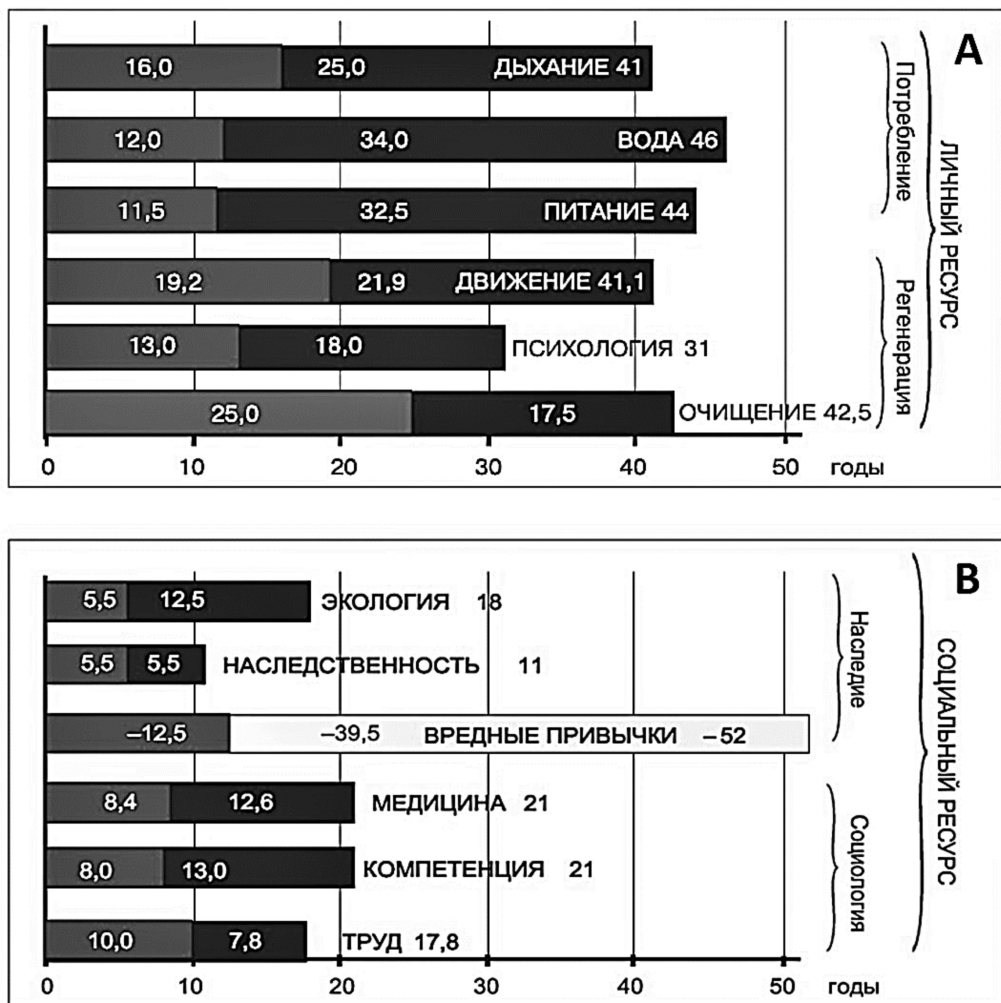 A
16,0 25,0 ДЫХАНИЕ 41
12,0 34,0 ВОДА 46
11,5 32,5 ПИТАНИЕ 44
19,2 21,9 ДВИЖЕНИЕ 41,1
13,0 18,0 ПСИХОЛОГИЯ 31
25,0 17,5 ОЧИЩЕНИЕ 42,5
0 10 20 30 40 50 годы
Потребление
Регенерация
ЛИЧНЫЙ РЕСУРС
B
5,5 12,5 ЭКОЛОГИЯ 18
5,5 5,5 НАСЛЕДСТВЕННОСТЬ 11
–12,5 –39,5 ВРЕДНЫЕ ПРИВЫЧКИ –52
8,4 12,6 МЕДИЦИНА 21
8,0 13,0 КОМПЕТЕНЦИЯ 21
10,0 7,8 ТРУД 17,8
0 10 20 30 40 50 годы
Наследие
Социология
СОЦИАЛЬНЫЙ РЕСУРС